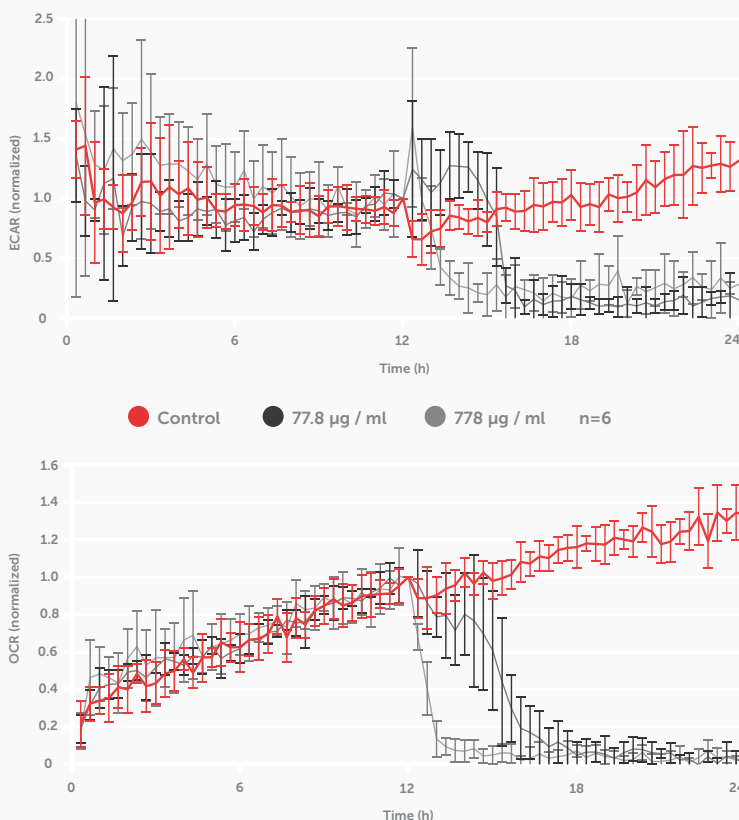 2.5
2.0
1.5
1.0
0.5
0
ECAR (normalized)
0 6 12 18 24
Time (h)
Control 77.8 µg / ml 778 µg / ml n=6
1.6
1.4
1.2
1.0
0.8
0.6
0.4
0.2
0
OCR (normalized)
0 6 12 18 24
Time (h)